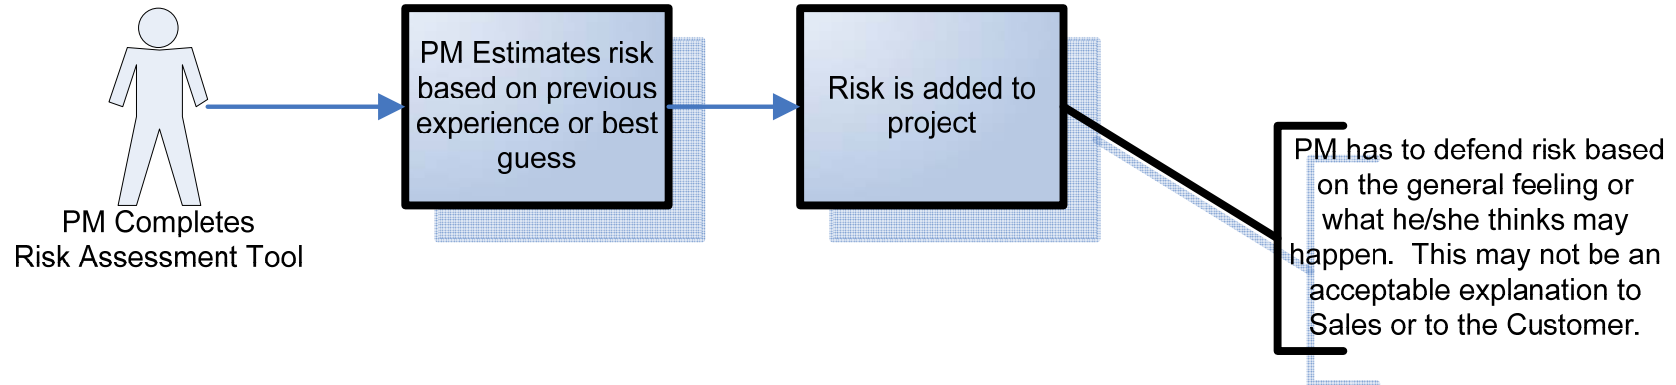 PM Completes
Risk Assessment Tool
PM Estimates risk
based on previous
experience or best
guess
Risk is added to
project
PM has to defend risk based
on the general feeling or
what he/she thinks may
happen.  This may not be an
acceptable explanation to
Sales or to the Customer.